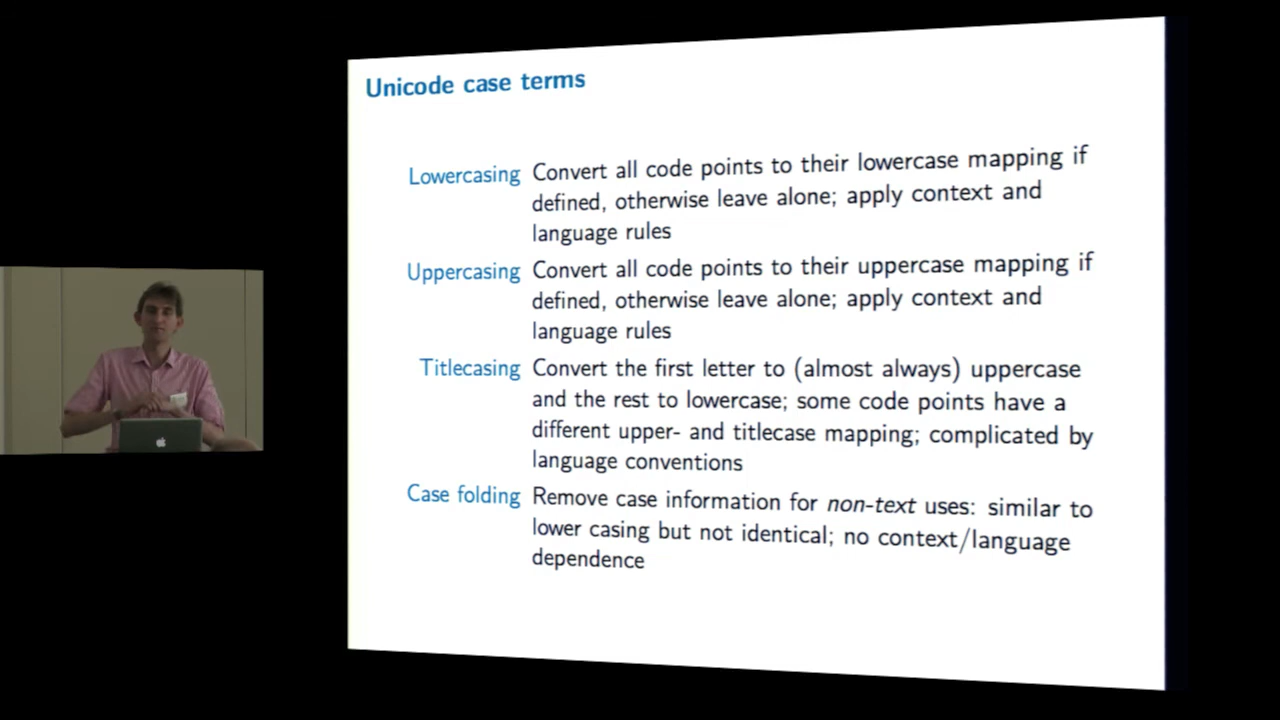 Unicode case terms
Lowercasing Convert all code points to their lowercase mapping if
defined, otherwise leave alone; apply context and
language rules
Uppercasing Convert all code points to their uppercase mapping if
defined, otherwise leave alone; apply context and
language rules
Titlecasing Convert the first letter to (almost always) uppercase
and the rest to lowercase; some code points have a
different upper- and titlecase mapping; complicated by
language conventions
Case folding Remove case information for non-text uses: similar to
lower casing but not identical; no context/language
dependence